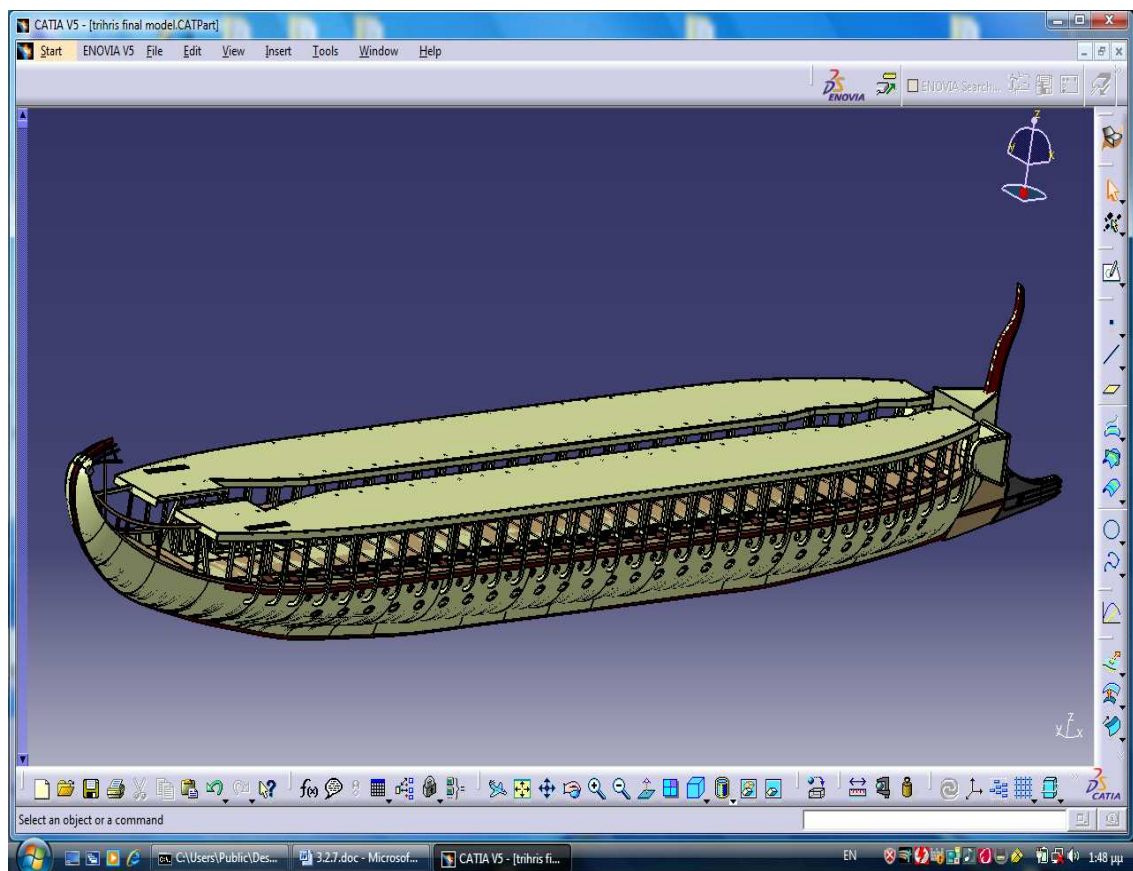 CATIA V5 - [trihris final model.CATPart]
Start ENOVIA V5 File Edit View Insert Tools Window Help
ENOVIA ENOVIA Search...
z
y x
z
y x
f(x)
CATIA
Select an object or a command
C:\Users\Public\Des... 3.2.7.doc - Microsof... CATIA V5 - [trihris fi... EN 1:48 μμ